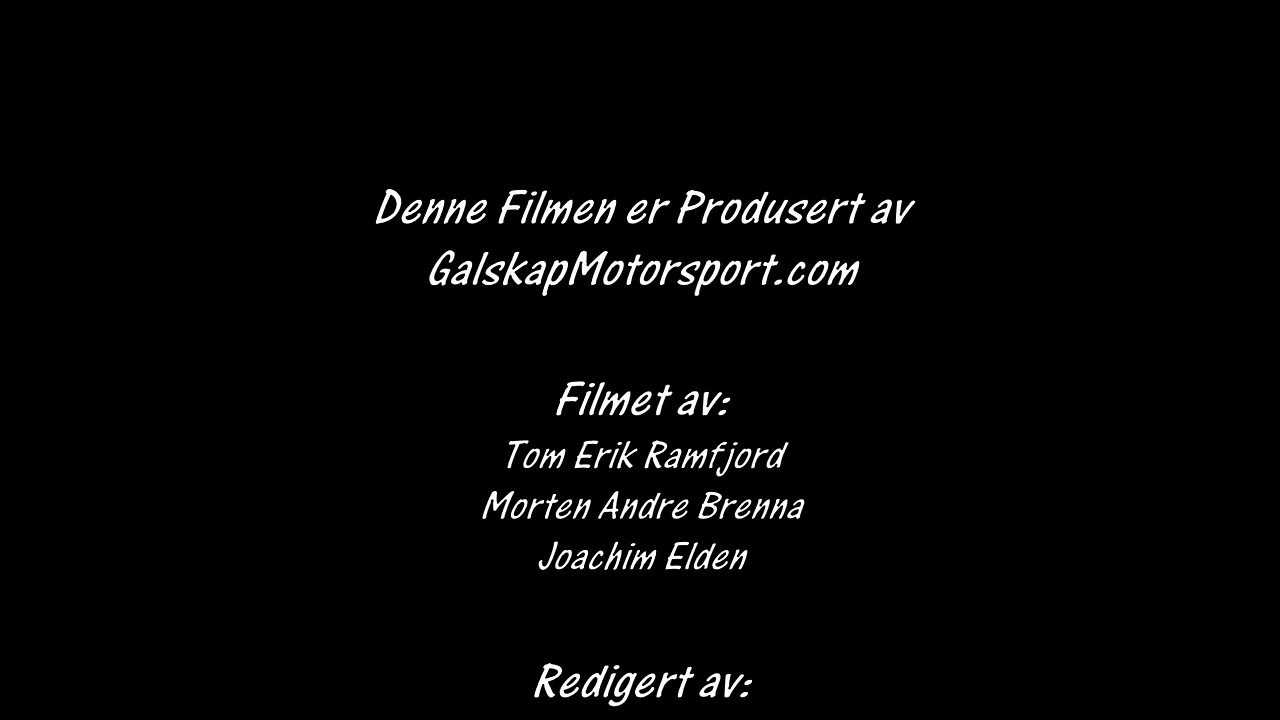 Denne Filmen er Produsert av
GalskapMotorsport.com
Filmet av:
Tom Erik Ramfjord
Morten Andre Brenna
Joachim Elden
Redigert av: